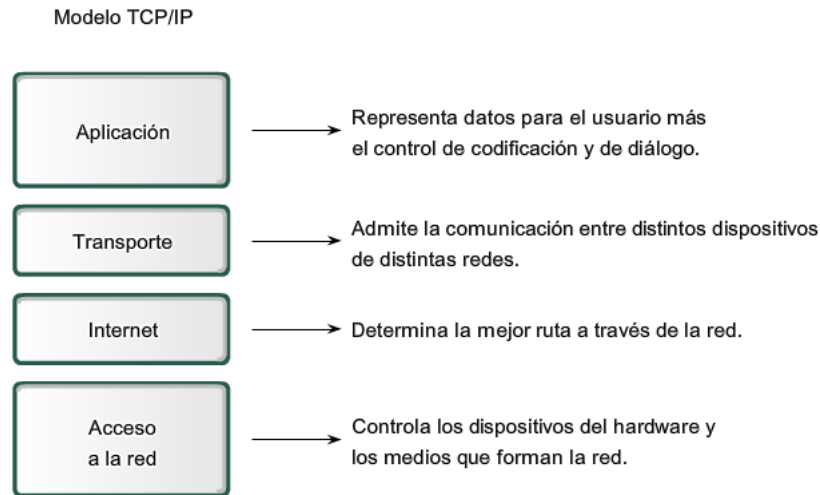 Modelo TCP/IP
Aplicación
Representa datos para el usuario más
el control de codificación y de diálogo.
Transporte
Admite la comunicación entre distintos dispositivos
de distintas redes.
Internet
Determina la mejor ruta a través de la red.
Acceso
a la red
Controla los dispositivos del hardware y
los medios que forman la red.